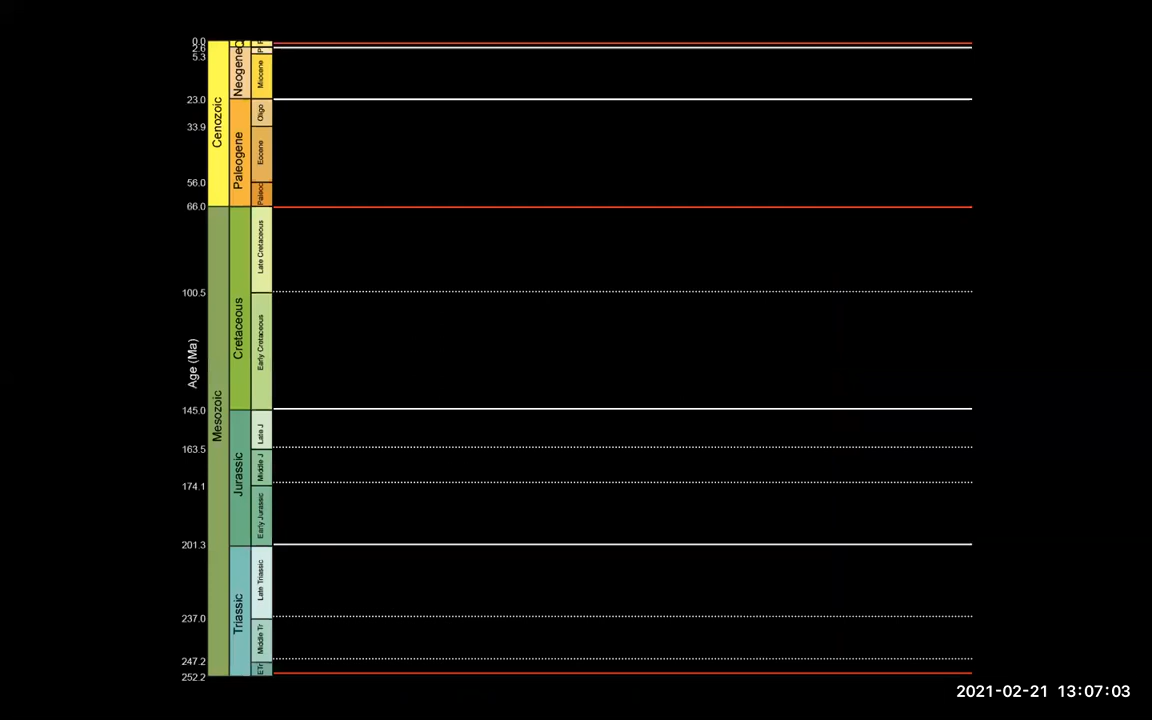 0.0
2.6
5.3
23.0
33.9
56.0
66.0
100.5
145.0
163.5
174.1
201.3
237.0
247.2
252.2
Age (Ma)
Cenozoic
Mesozoic
Q
Neogene
Paleogene
Cretaceous
Jurassic
Triassic
P
Miocene
Oligo
Eocene
Paleoc
Late Cretaceous
Early Cretaceous
Late J
Middle J
Early Jurassic
Late Triassic
Middle Tr
ETr
2021-02-21 13:07:03